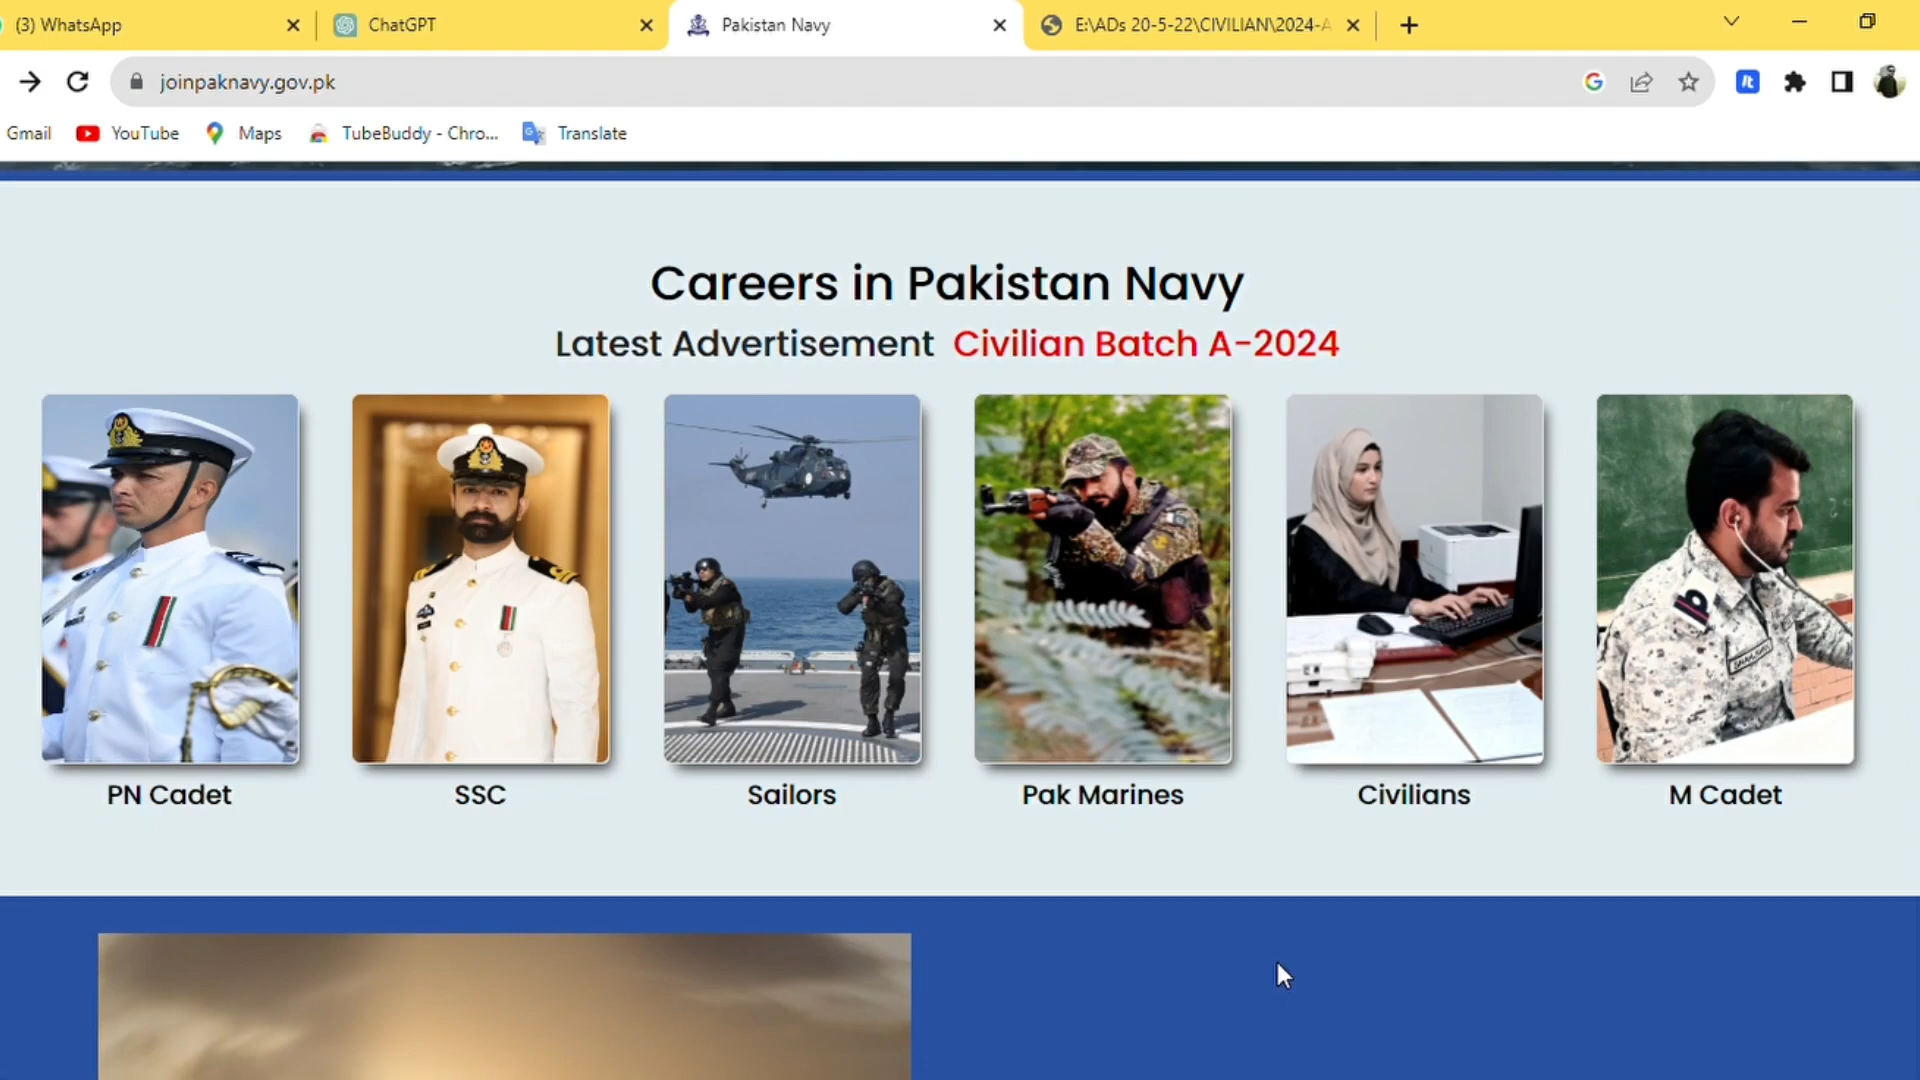 (3) WhatsApp
ChatGPT
Pakistan Navy
E:\ADs 20-5-22\CIVILIAN\2024-A
joinpaknavy.gov.pk
Gmail
YouTube
Maps
TubeBuddy - Chro...
Translate
Careers in Pakistan Navy
Latest Advertisement Civilian Batch A-2024
PN Cadet
SSC
Sailors
Pak Marines
Civilians
M Cadet